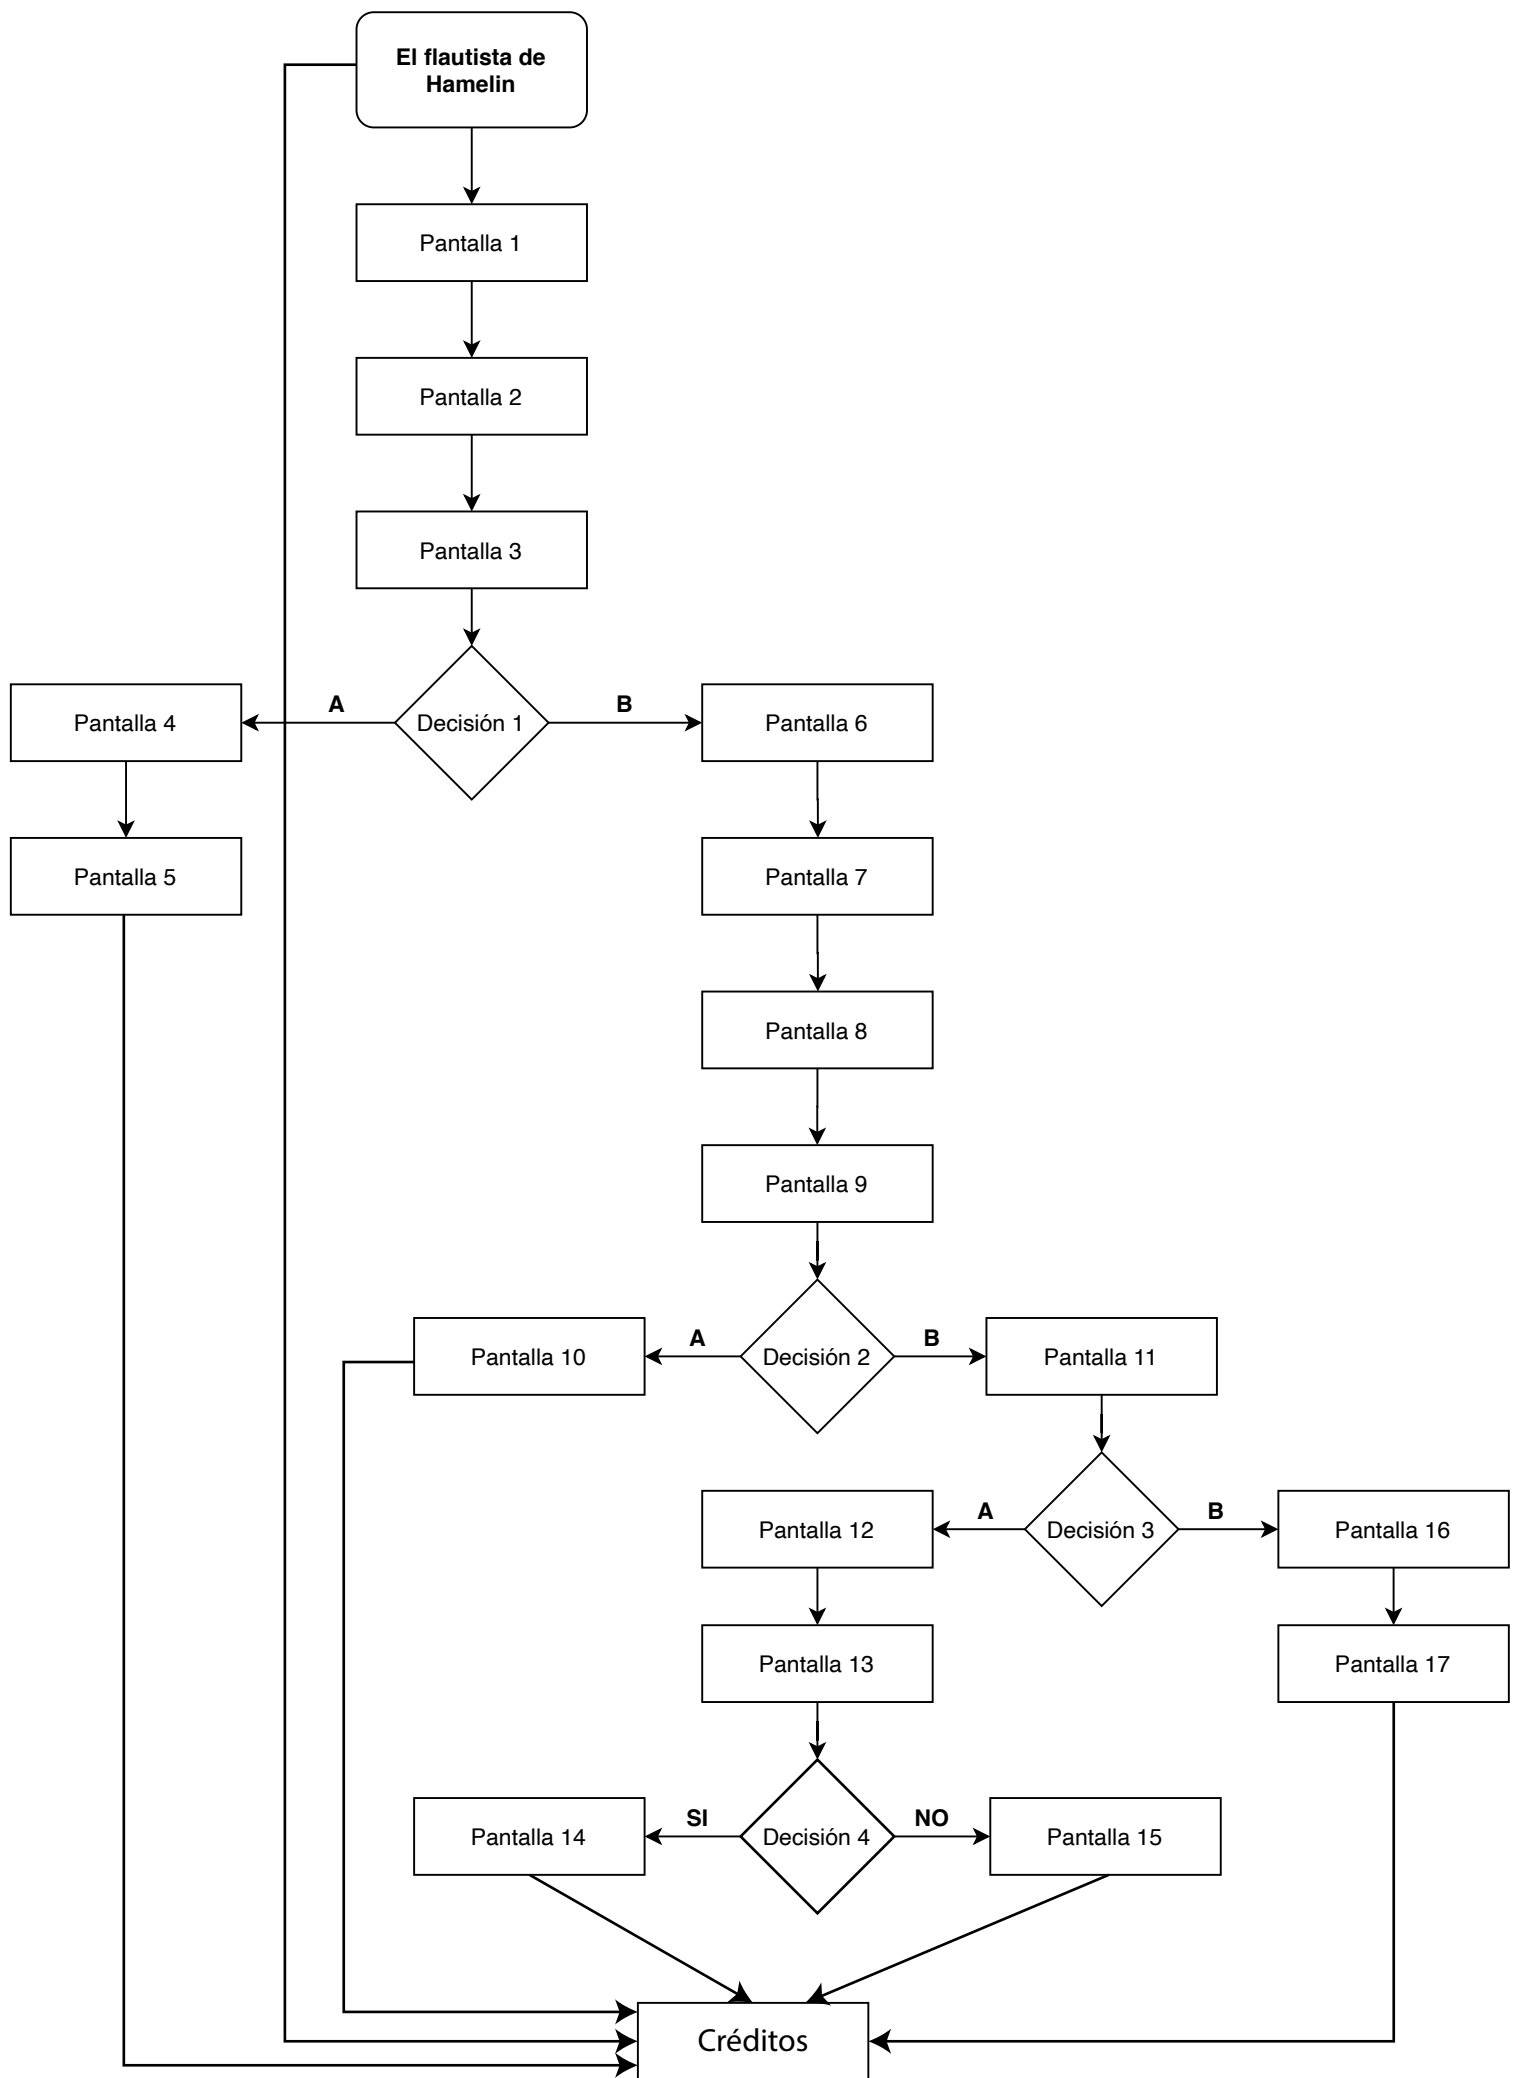 El flautista de
Hamelin
Pantalla 1
Pantalla 2
Pantalla 3
A
B
Pantalla 4
Decisión 1
Pantalla 6
Pantalla 5
Pantalla 7
Pantalla 8
Pantalla 9
A
B
Pantalla 10
Decisión 2
Pantalla 11
A
B
Pantalla 12
Decisión 3
Pantalla 16
Pantalla 13
Pantalla 17
SI
NO
Pantalla 14
Decisión 4
Pantalla 15
Créditos